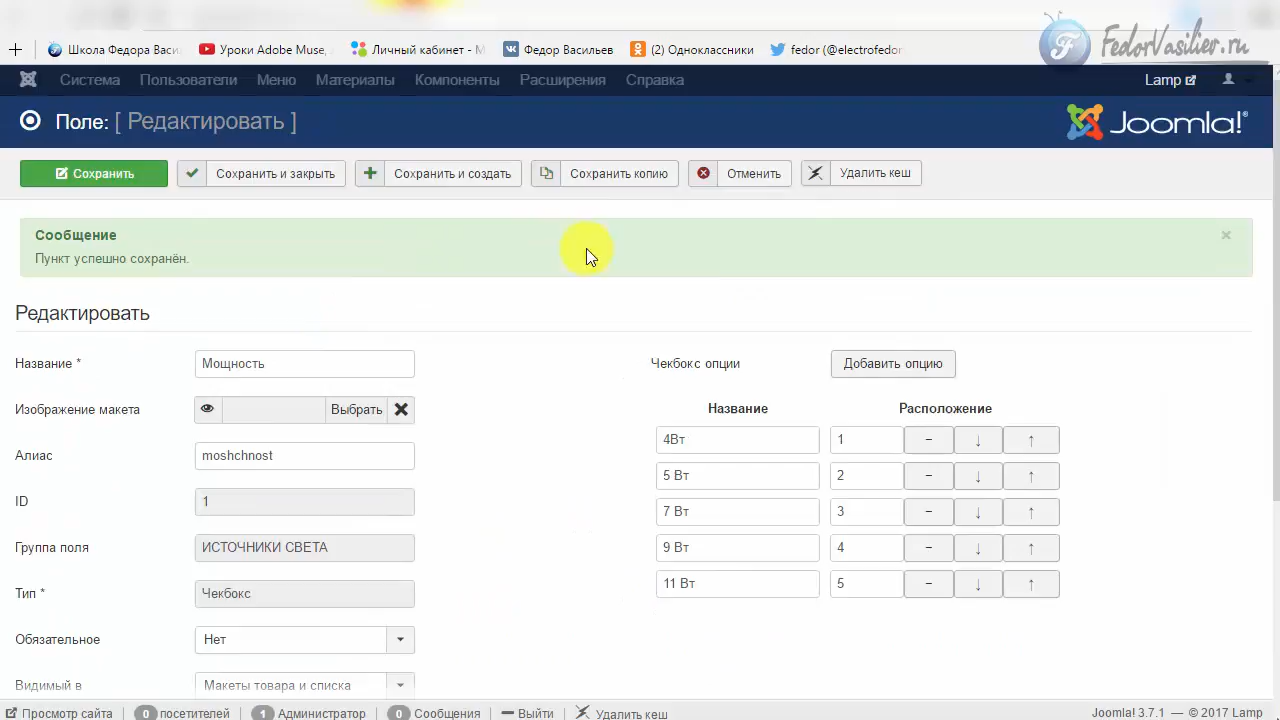 Школа Федора Васил
Уроки Adobe Muse,
Личный кабинет - М
Федор Васильев
(2) Одноклассники
fedor (@electrofedor
FedorVasiliev.ru
Система Пользователи Меню Материалы Компоненты Расширения Справка Lamp
Поле: [ Редактировать ]
Joomla!®
Сохранить Сохранить и закрыть Сохранить и создать Сохранить копию Отменить Удалить кеш
Сообщение
Пункт успешно сохранён.
Редактировать
Название * Мощность
Изображение макета Выбрать
Алиас moshchnost
ID 1
Группа поля ИСТОЧНИКИ СВЕТА
Тип * Чекбокс
Обязательное Нет
Видимый в Макеты товара и списка
Чекбокс опции Добавить опцию
Название Расположение
4Вт 1 - ↓ ↑
5 Вт 2 - ↓ ↑
7 Вт 3 - ↓ ↑
9 Вт 4 - ↓ ↑
11 Вт 5 - ↓ ↑
Просмотр сайта 0 посетителей 1 Администратор 0 Сообщения Выйти Удалить кеш Joomla! 3.7.1 — © 2017 Lamp